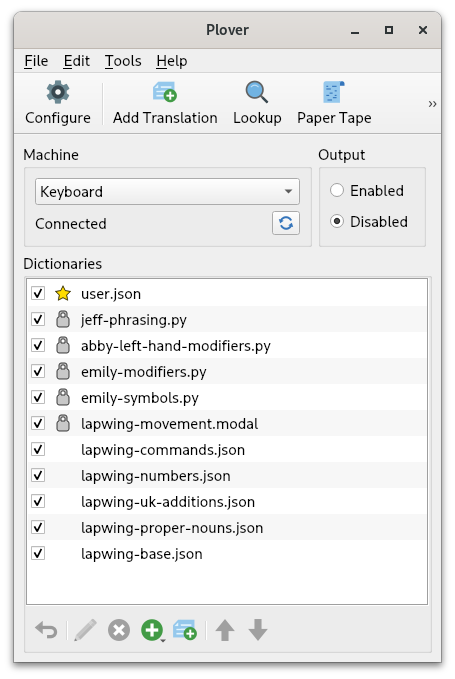 Plover
File Edit Tools Help
Configure Add Translation Lookup Paper Tape »
Machine Output
Keyboard Enabled
Connected Disabled
Dictionaries
user.json
jeff-phrasing.py
abby-left-hand-modifiers.py
emily-modifiers.py
emily-symbols.py
lapwing-movement.modal
lapwing-commands.json
lapwing-numbers.json
lapwing-uk-additions.json
lapwing-proper-nouns.json
lapwing-base.json